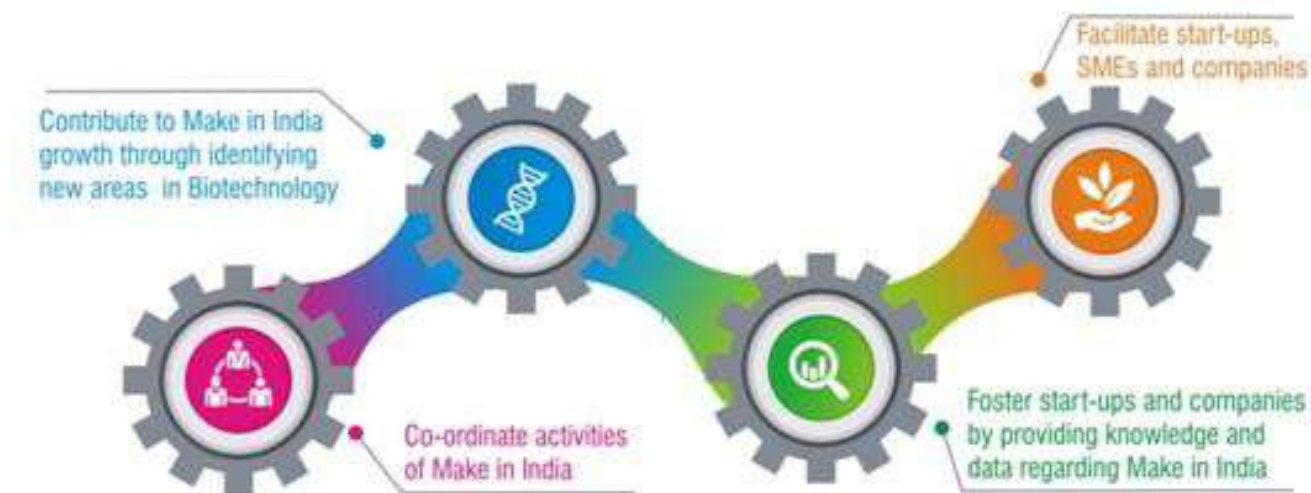 Contribute to Make in India
growth through identifying
new areas in Biotechnology
Facilitate start-ups,
SMEs and companies
Co-ordinate activities
of Make in India
Foster start-ups and companies
by providing knowledge and
data regarding Make in India